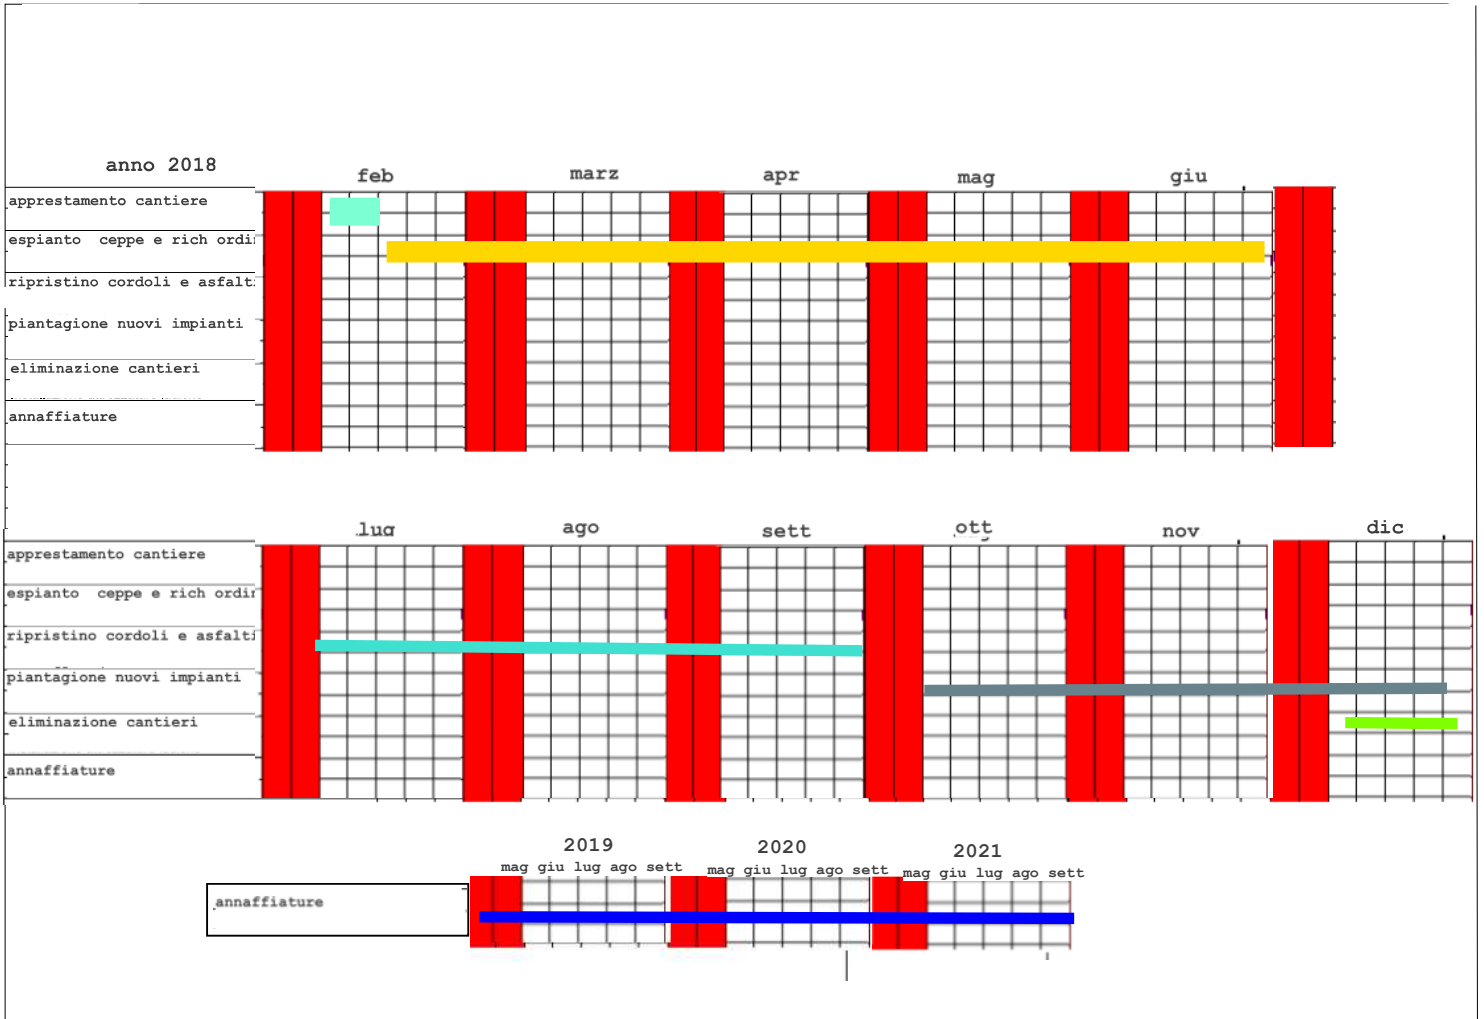 anno 2018
feb marz apr mag giu
apprestamento cantiere
espianto ceppe e rich ordi
ripristino cordoli e asfalti
piantagione nuovi impianti
eliminazione cantieri
annaffiature
lug ago sett ott nov dic
apprestamento cantiere
espianto ceppe e rich ordi
ripristino cordoli e asfalti
piantagione nuovi impianti
eliminazione cantieri
annaffiature
2019 2020 2021
mag giu lug ago sett mag giu lug ago sett mag giu lug ago sett
annaffiature